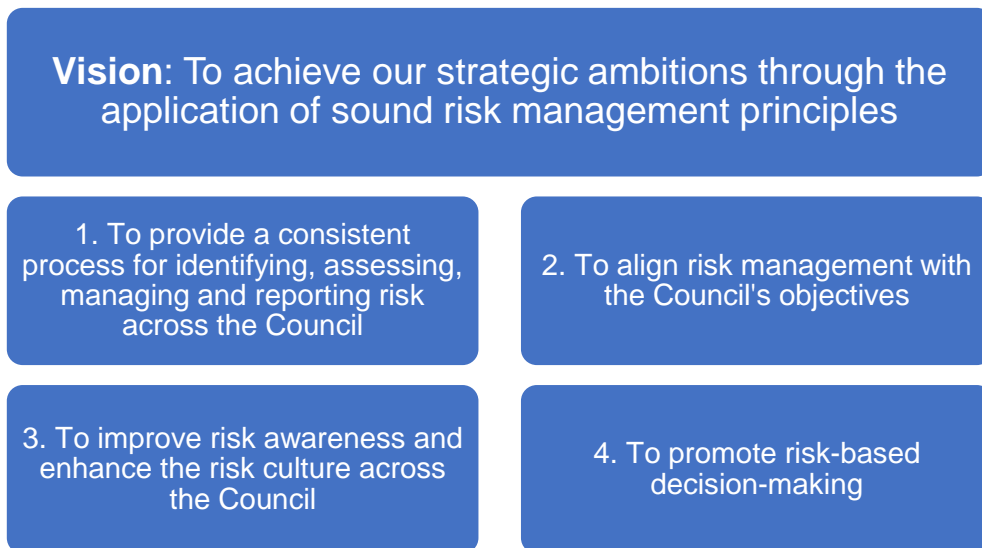 Vision: To achieve our strategic ambitions through the
application of sound risk management principles
1. To provide a consistent
process for identifying, assessing,
managing and reporting risk
across the Council
2. To align risk management with
the Council's objectives
3. To improve risk awareness and
enhance the risk culture across
the Council
4. To promote risk-based
decision-making